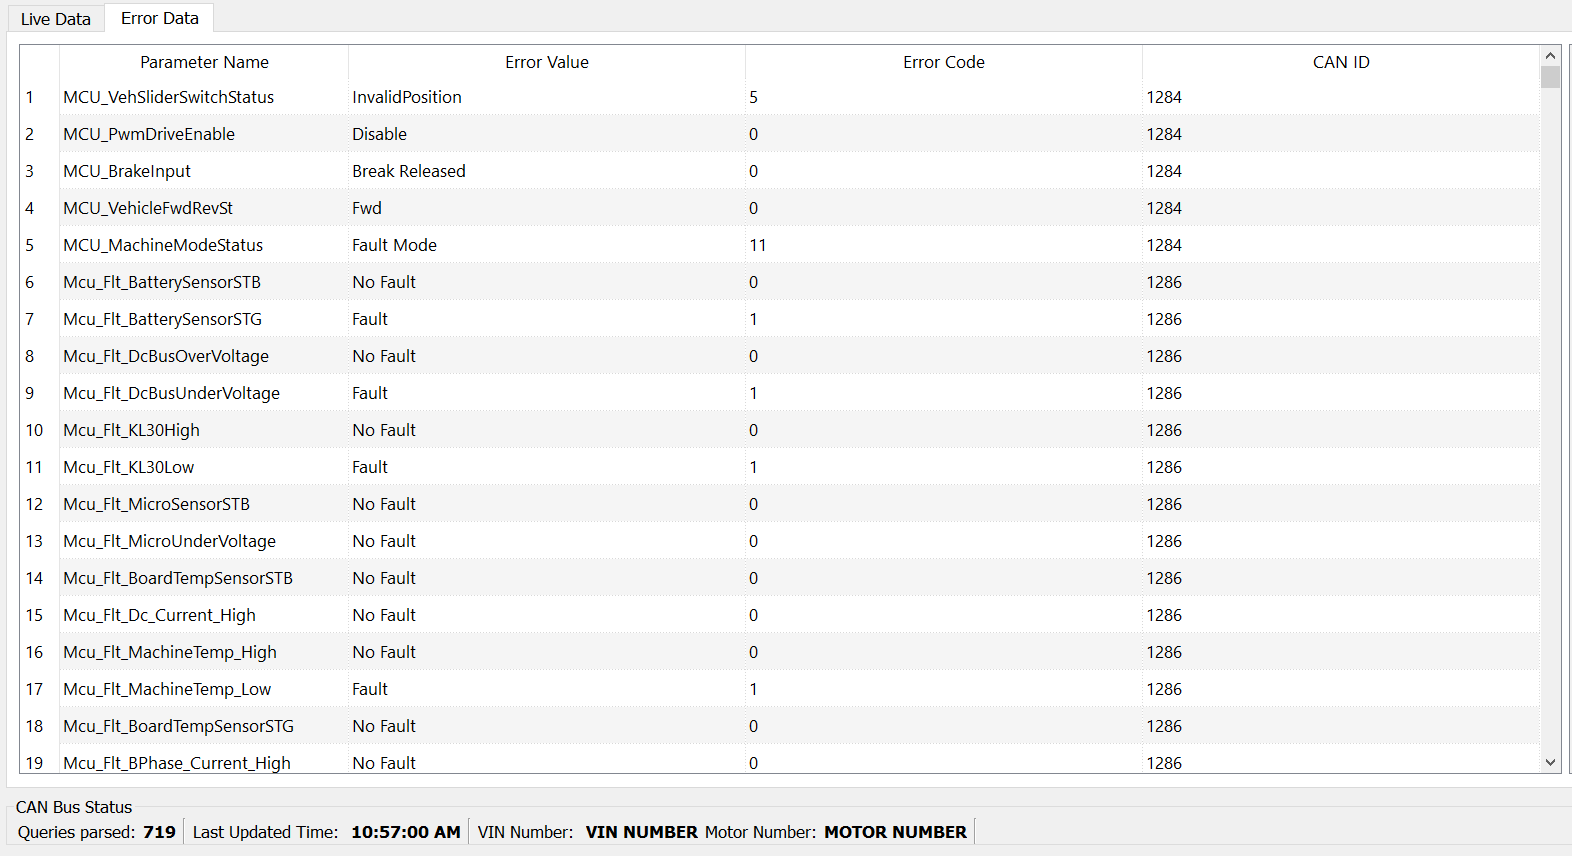 Live Data Error Data
Parameter Name Error Value Error Code CAN ID
1 MCU_VehSliderSwitchStatus InvalidPosition 5 1284
2 MCU_PwmDriveEnable Disable 0 1284
3 MCU_BrakeInput Break Released 0 1284
4 MCU_VehicleFwdRevSt Fwd 0 1284
5 MCU_MachineModeStatus Fault Mode 11 1284
6 Mcu_Flt_BatterySensorSTB No Fault 0 1286
7 Mcu_Flt_BatterySensorSTG Fault 1 1286
8 Mcu_Flt_DcBusOverVoltage No Fault 0 1286
9 Mcu_Flt_DcBusUnderVoltage Fault 1 1286
10 Mcu_Flt_KL30High No Fault 0 1286
11 Mcu_Flt_KL30Low Fault 1 1286
12 Mcu_Flt_MicroSensorSTB No Fault 0 1286
13 Mcu_Flt_MicroUnderVoltage No Fault 0 1286
14 Mcu_Flt_BoardTempSensorSTB No Fault 0 1286
15 Mcu_Flt_Dc_Current_High No Fault 0 1286
16 Mcu_Flt_MachineTemp_High No Fault 0 1286
17 Mcu_Flt_MachineTemp_Low Fault 1 1286
18 Mcu_Flt_BoardTempSensorSTG No Fault 0 1286
19 Mcu_Flt_BPhase_Current_High No Fault 0 1286
CAN Bus Status
Queries parsed: 719 Last Updated Time: 10:57:00 AM VIN Number: VIN NUMBER Motor Number: MOTOR NUMBER